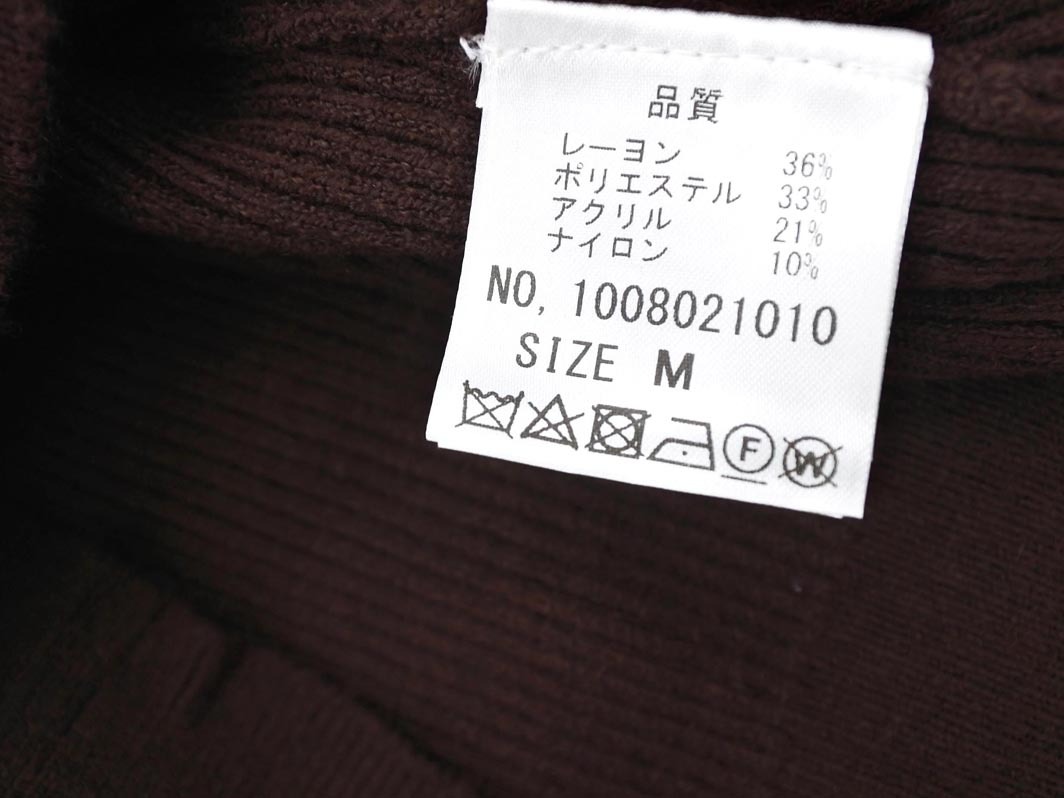 品質
レーヨン 36%
ポリエステル 33%
アクリル 21%
ナイロン 10%
NO, 1008021010
SIZE M
F W